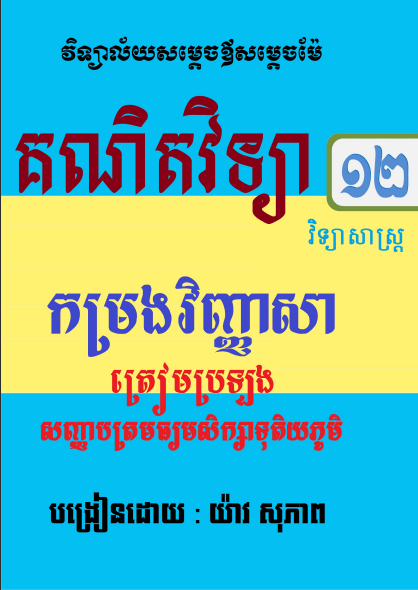 វិទ្យាល័យសម្តេចឪសម្តេចម៉ែ
គណិតវិទ្យា
១២
វិទ្យាសាស្ត្រ
កម្រងវិញ្ញាសា
ត្រៀមប្រឡង
សញ្ញាបត្រមធ្យមសិក្សាទុតិយភូមិ
បង្រៀនដោយ : យ៉ាវ សុភាព